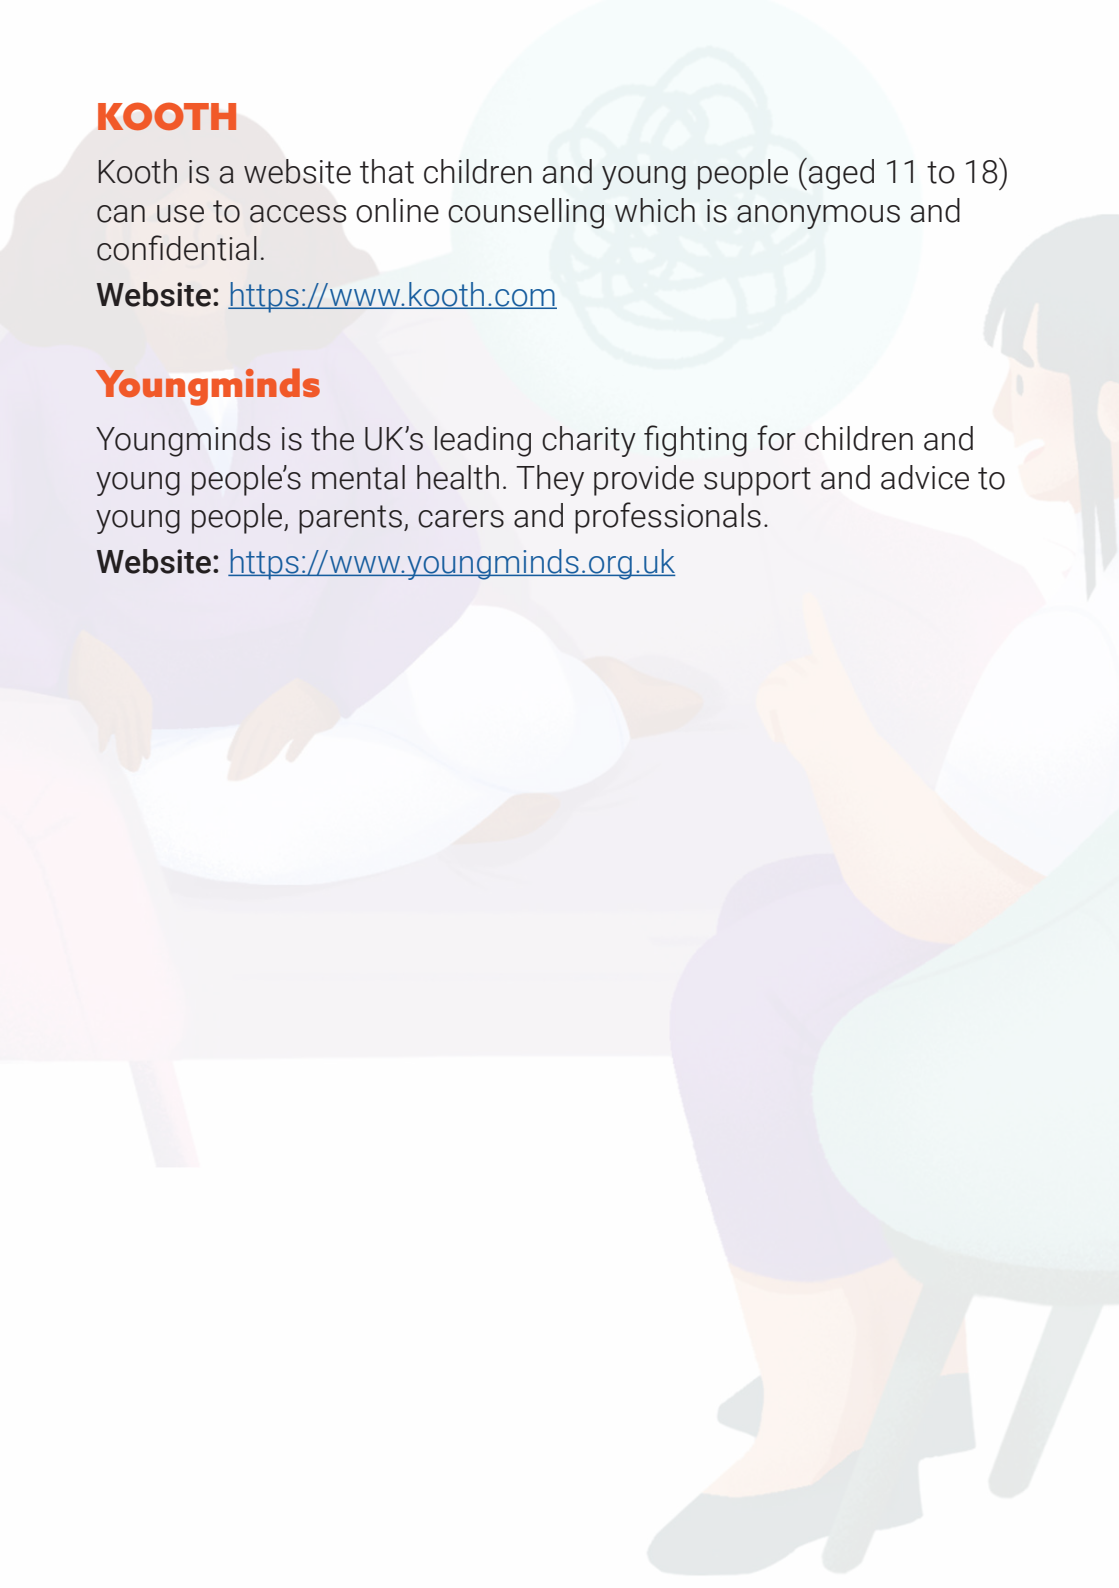 KOOTH
Kooth is a website that children and young people (aged 11 to 18)
can use to access online counselling which is anonymous and
confidential.
Website: https://www.kooth.com
Youngminds
Youngminds is the UK’s leading charity fighting for children and
young people’s mental health. They provide support and advice to
young people, parents, carers and professionals.
Website: https://www.youngminds.org.uk